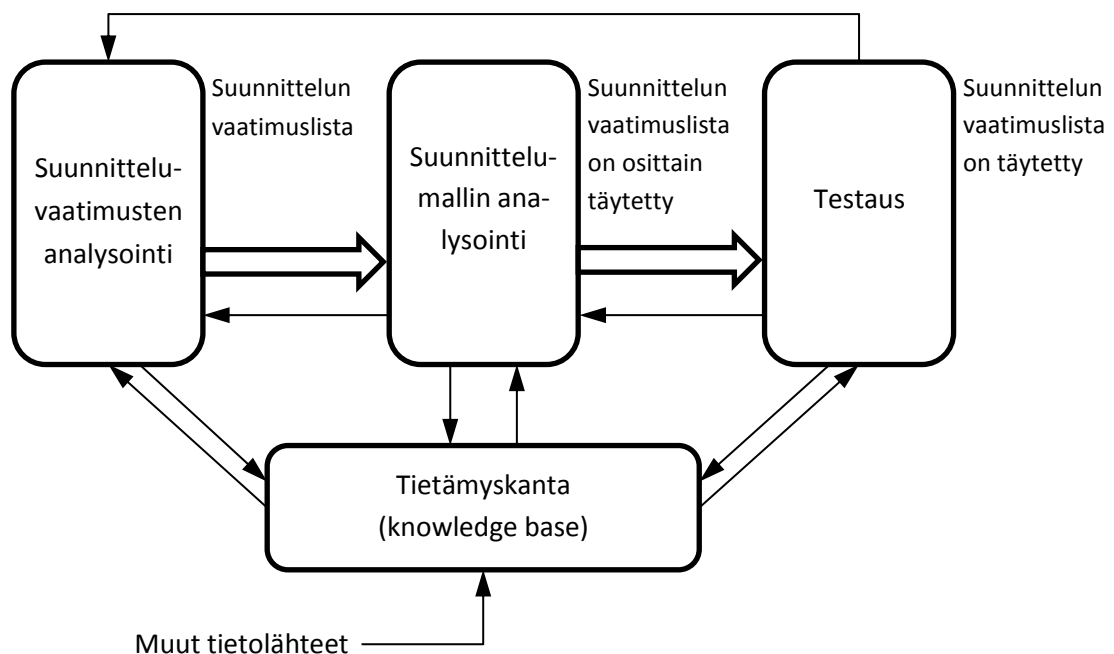 Suunnittelu-
vaatimusten
analysointi
Suunnittelun
vaatimuslista
Suunnittelu-
mallin ana-
lysointi
Suunnittelun
vaatimuslista
on osittain
täytetty
Testaus
Suunnittelun
vaatimuslista
on täytetty
Tietämyskanta
(knowledge base)
Muut tietolähteet